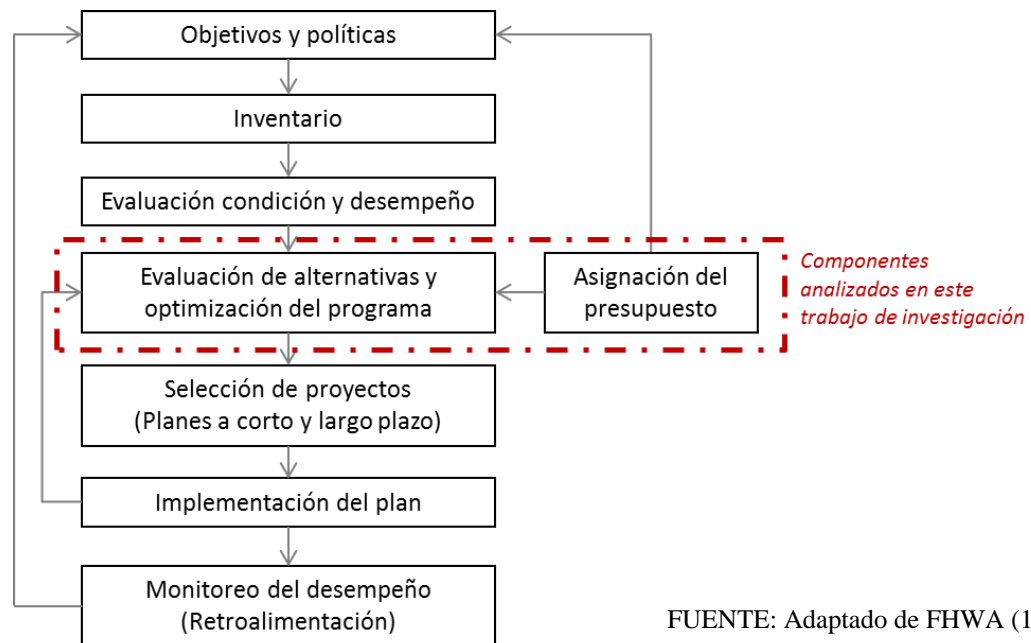 Objetivos y políticas
Inventario
Evaluación condición y desempeño
Evaluación de alternativas y
optimización del programa
Asignación del
presupuesto
Componentes
analizados en este
trabajo de investigación
Selección de proyectos
(Planes a corto y largo plazo)
Implementación del plan
Monitoreo del desempeño
(Retroalimentación)
FUENTE: Adaptado de FHWA (1